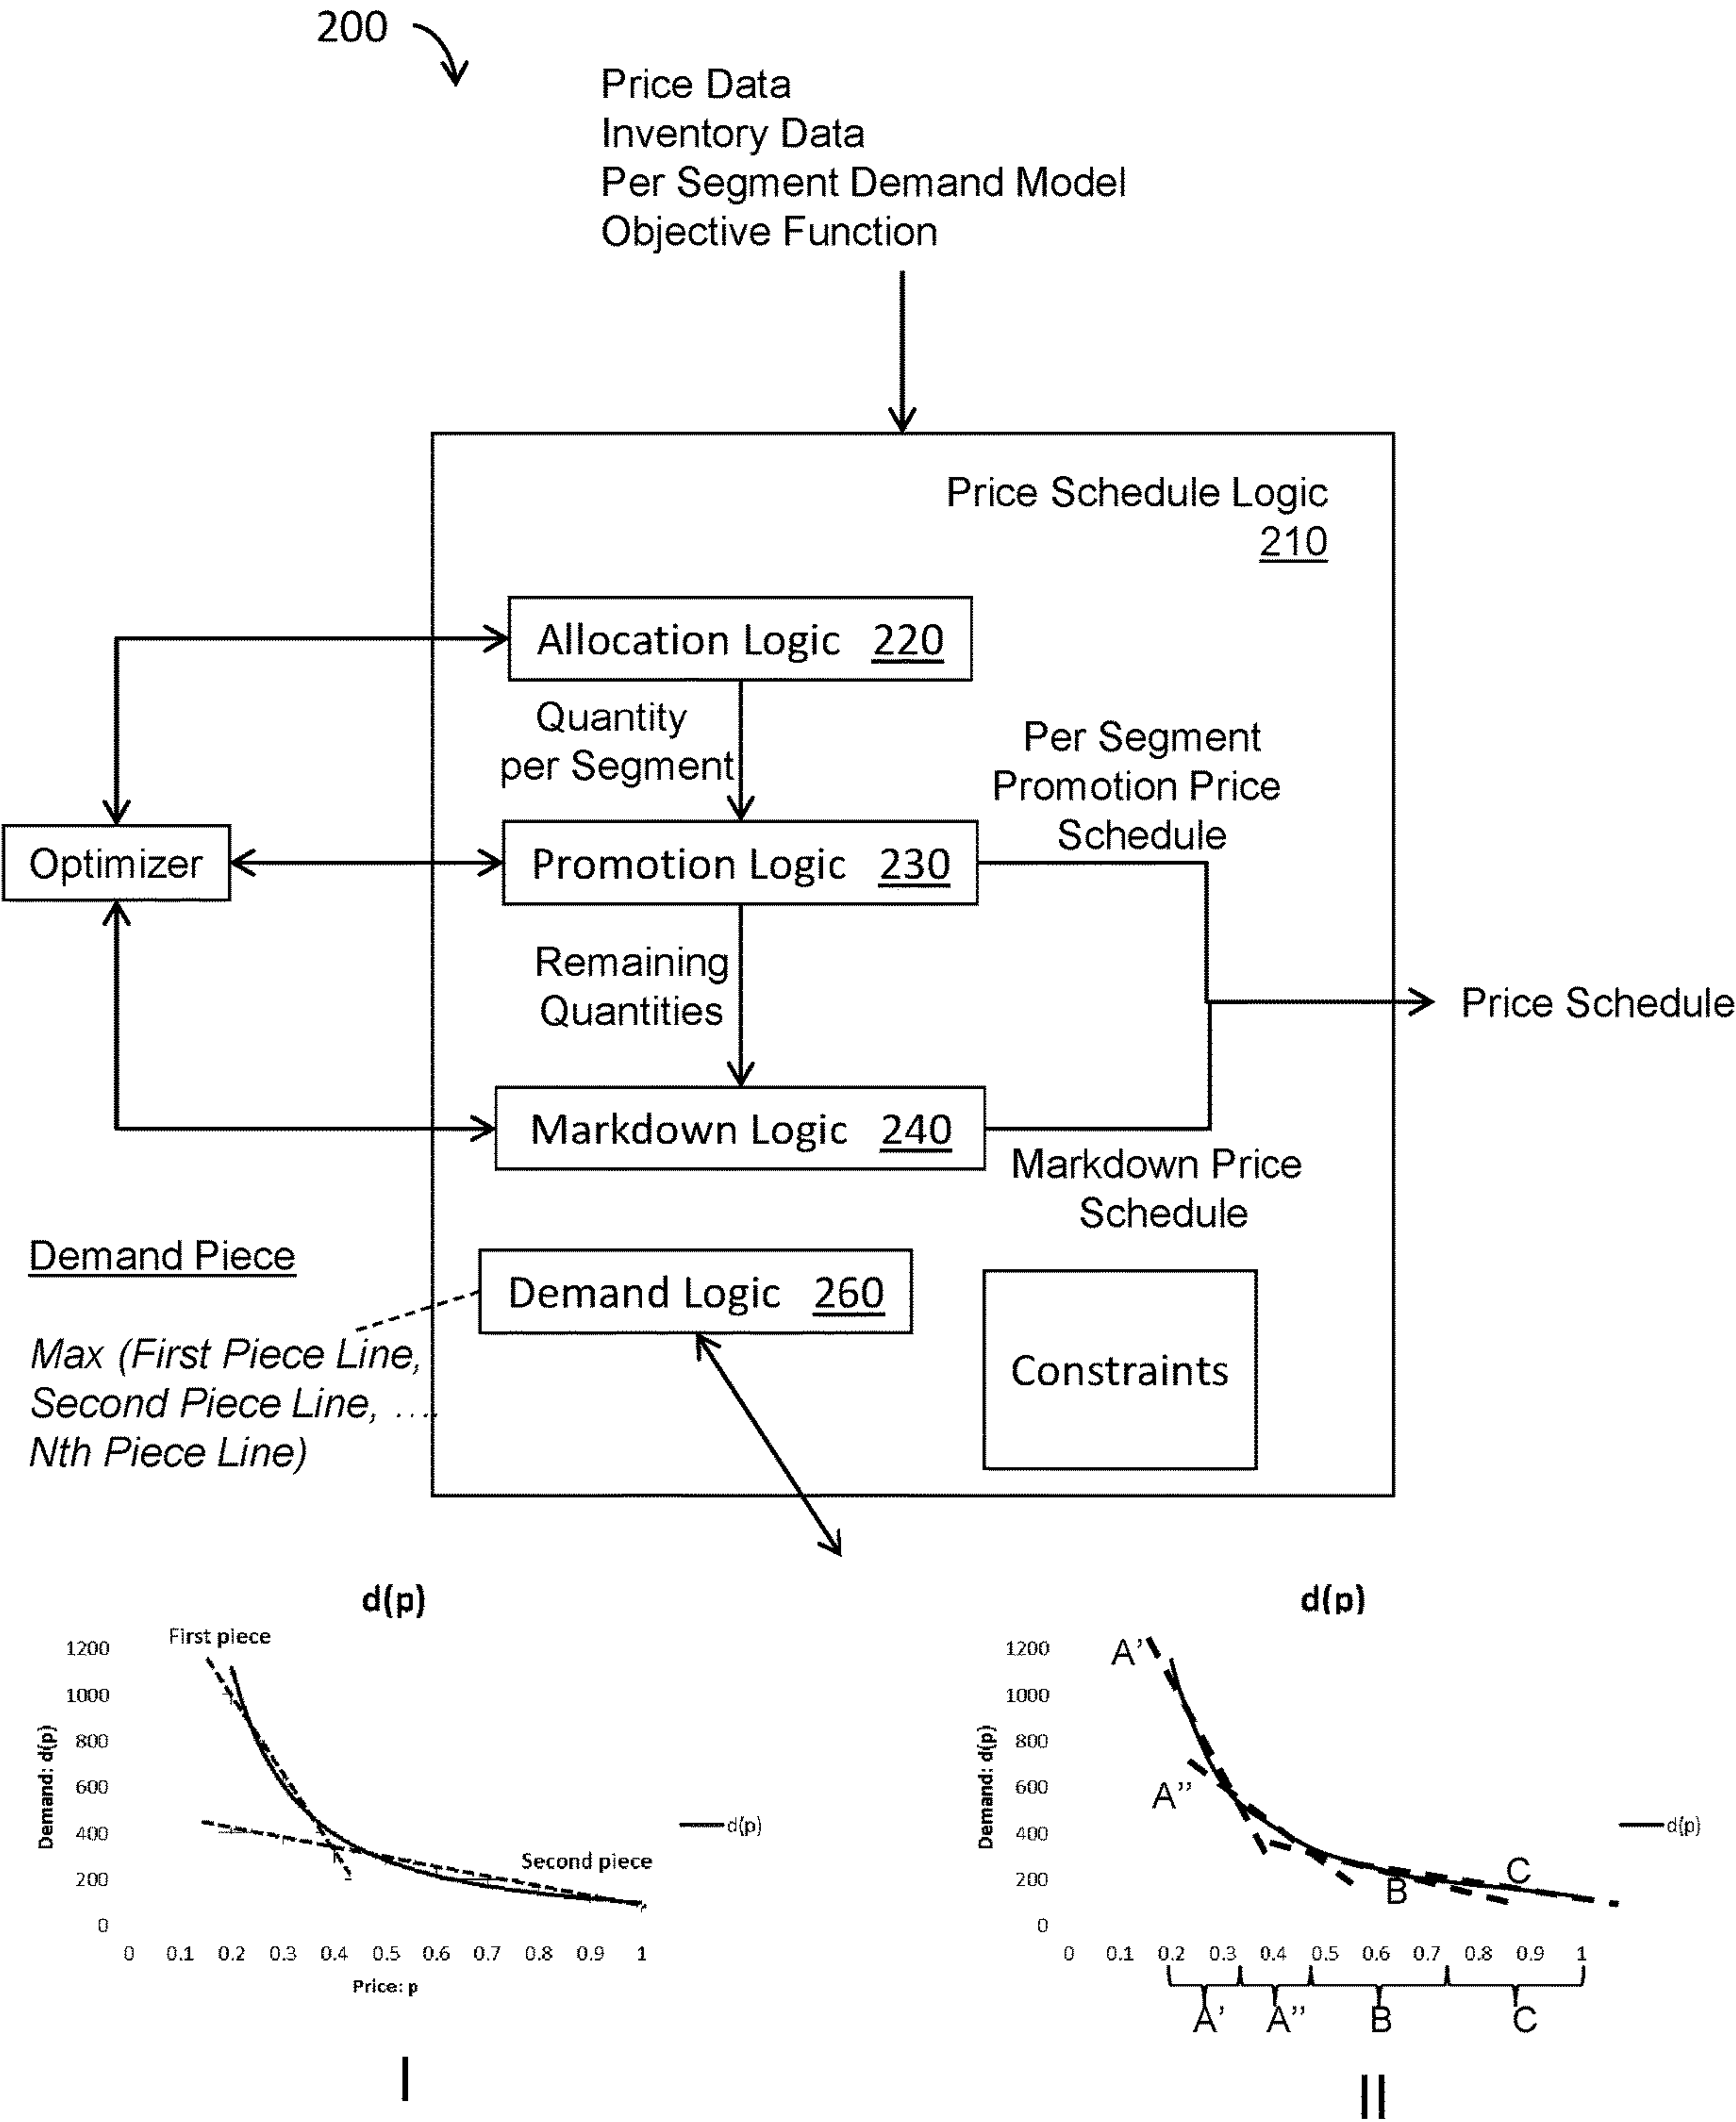 200
Price Data
Inventory Data
Per Segment Demand Model
Objective Function
Price Schedule Logic
210
Allocation Logic 220
Quantity
per Segment
Per Segment
Promotion Price
Schedule
Optimizer
Promotion Logic 230
Remaining
Quantities
Price Schedule
Markdown Logic 240
Markdown Price
Schedule
Demand Piece
Demand Logic 260
Max (First Piece Line,
Second Piece Line, ....
Nth Piece Line)
Constraints
d(p)
First piece
1200
1000
800
600
400
200
0
Demand: d(p)
Second piece
d(p)
0 0.1 0.2 0.3 0.4 0.5 0.6 0.7 0.8 0.9 1
Price: p
I
d(p)
1200
1000
800
600
400
200
0
Demand: d(p)
A'
A''
B
C
d(p)
0 0.1 0.2 0.3 0.4 0.5 0.6 0.7 0.8 0.9 1
A' A'' B C
II